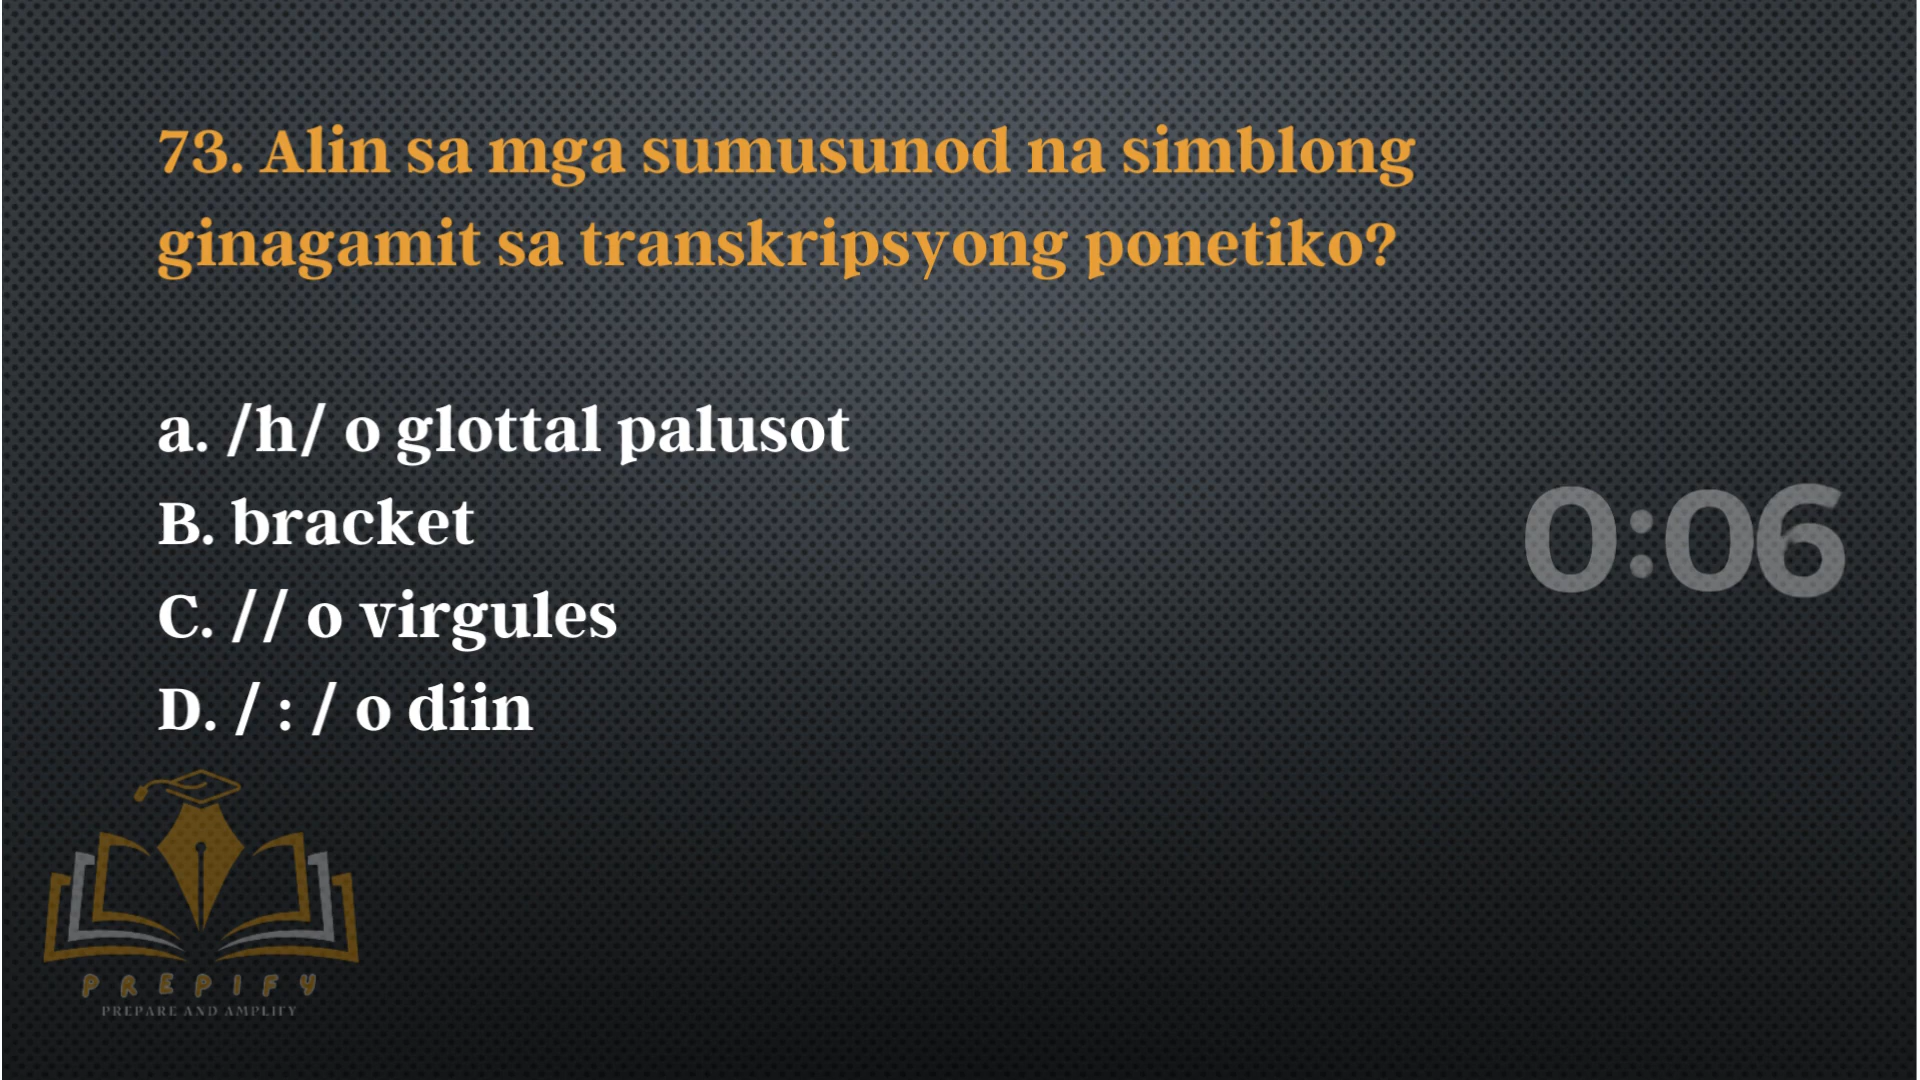 73. Alin sa mga sumusunod na simblong
ginagamit sa transkripsyong ponetiko?
a. /h/ o glottal palusot
B. bracket
C. // o virgules
D. / : / o diin
0:06
PREPIFY
PREPARE AND AMPLIFY